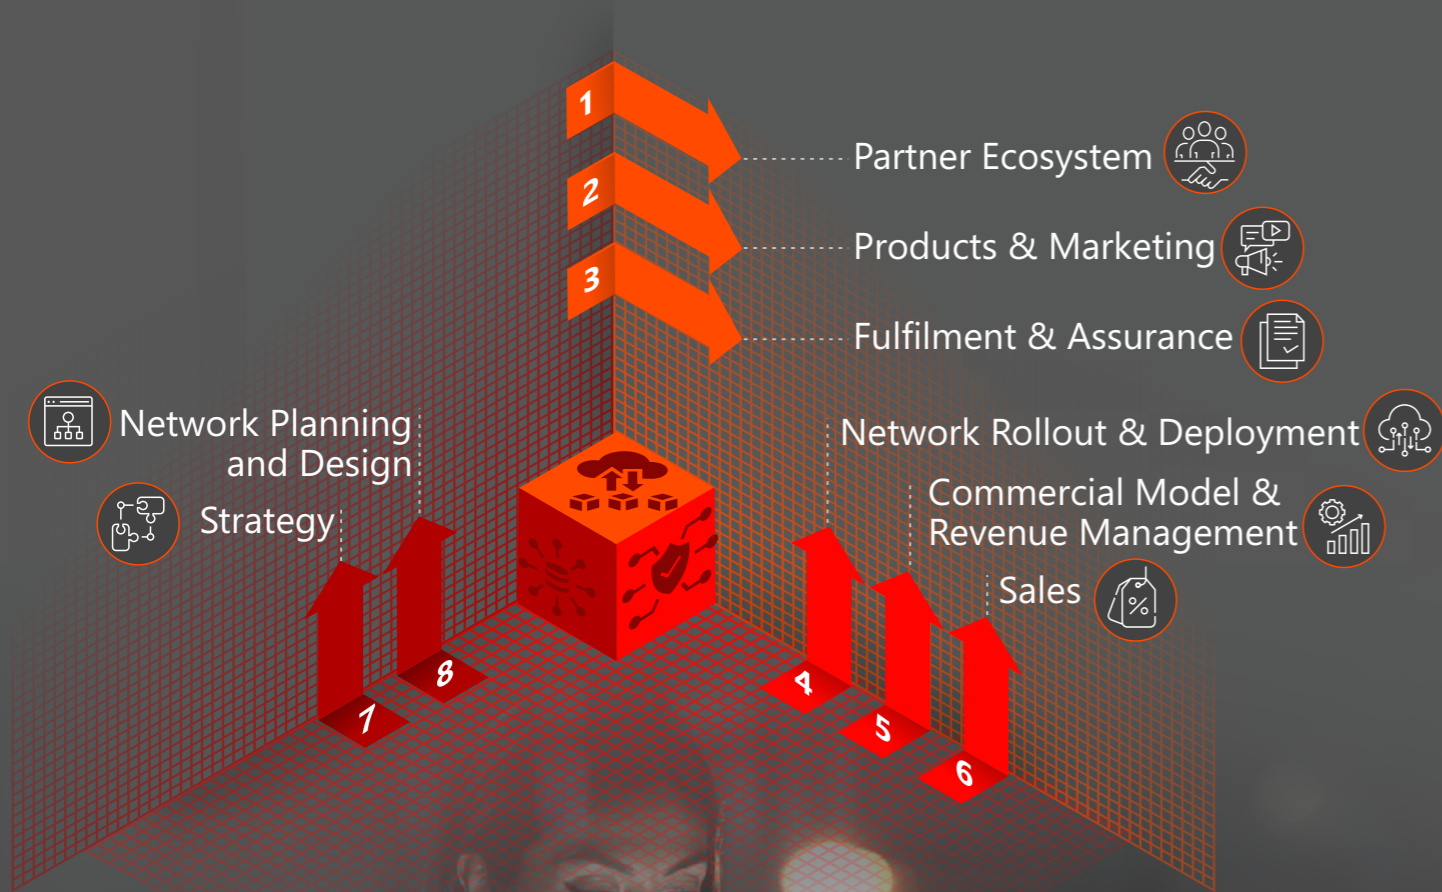 1
Partner Ecosystem
2
Products & Marketing
3
Fulfilment & Assurance
Network Planning
and Design
Strategy
Network Rollout & Deployment
Commercial Model &
Revenue Management
Sales
%
8
7
4
5
6